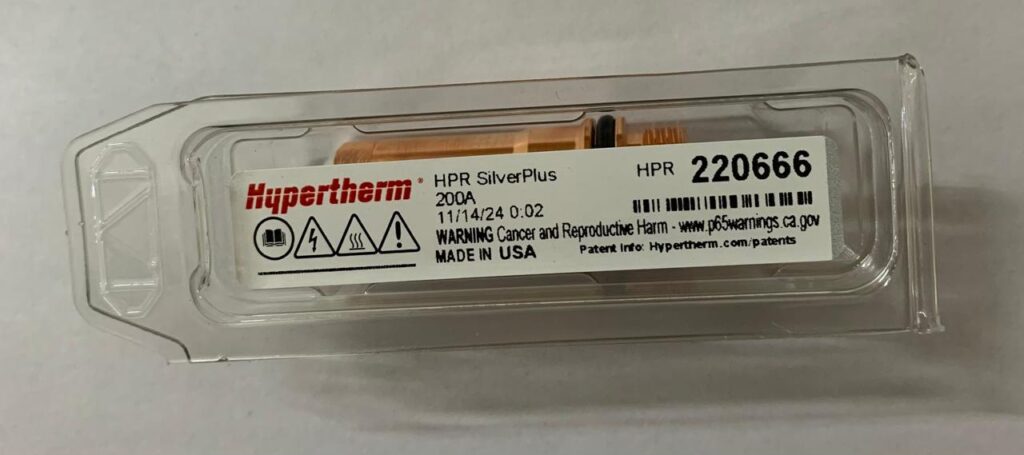 Hypertherm®
HPR SilverPlus
200A
11/14/24 0:02
HPR 220666
WARNING Cancer and Reproductive Harm - www.p65warnings.ca.gov
MADE IN USA
Patent Info: Hypertherm.com/patents